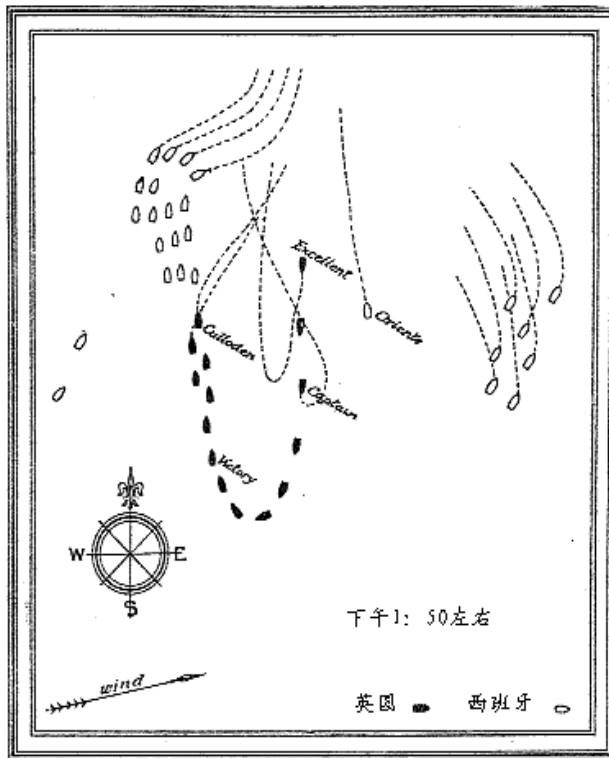 Excellent
Culloden
Oriente
Captain
Victory
W E
S
下午1：50左右
wind
英国 西班牙